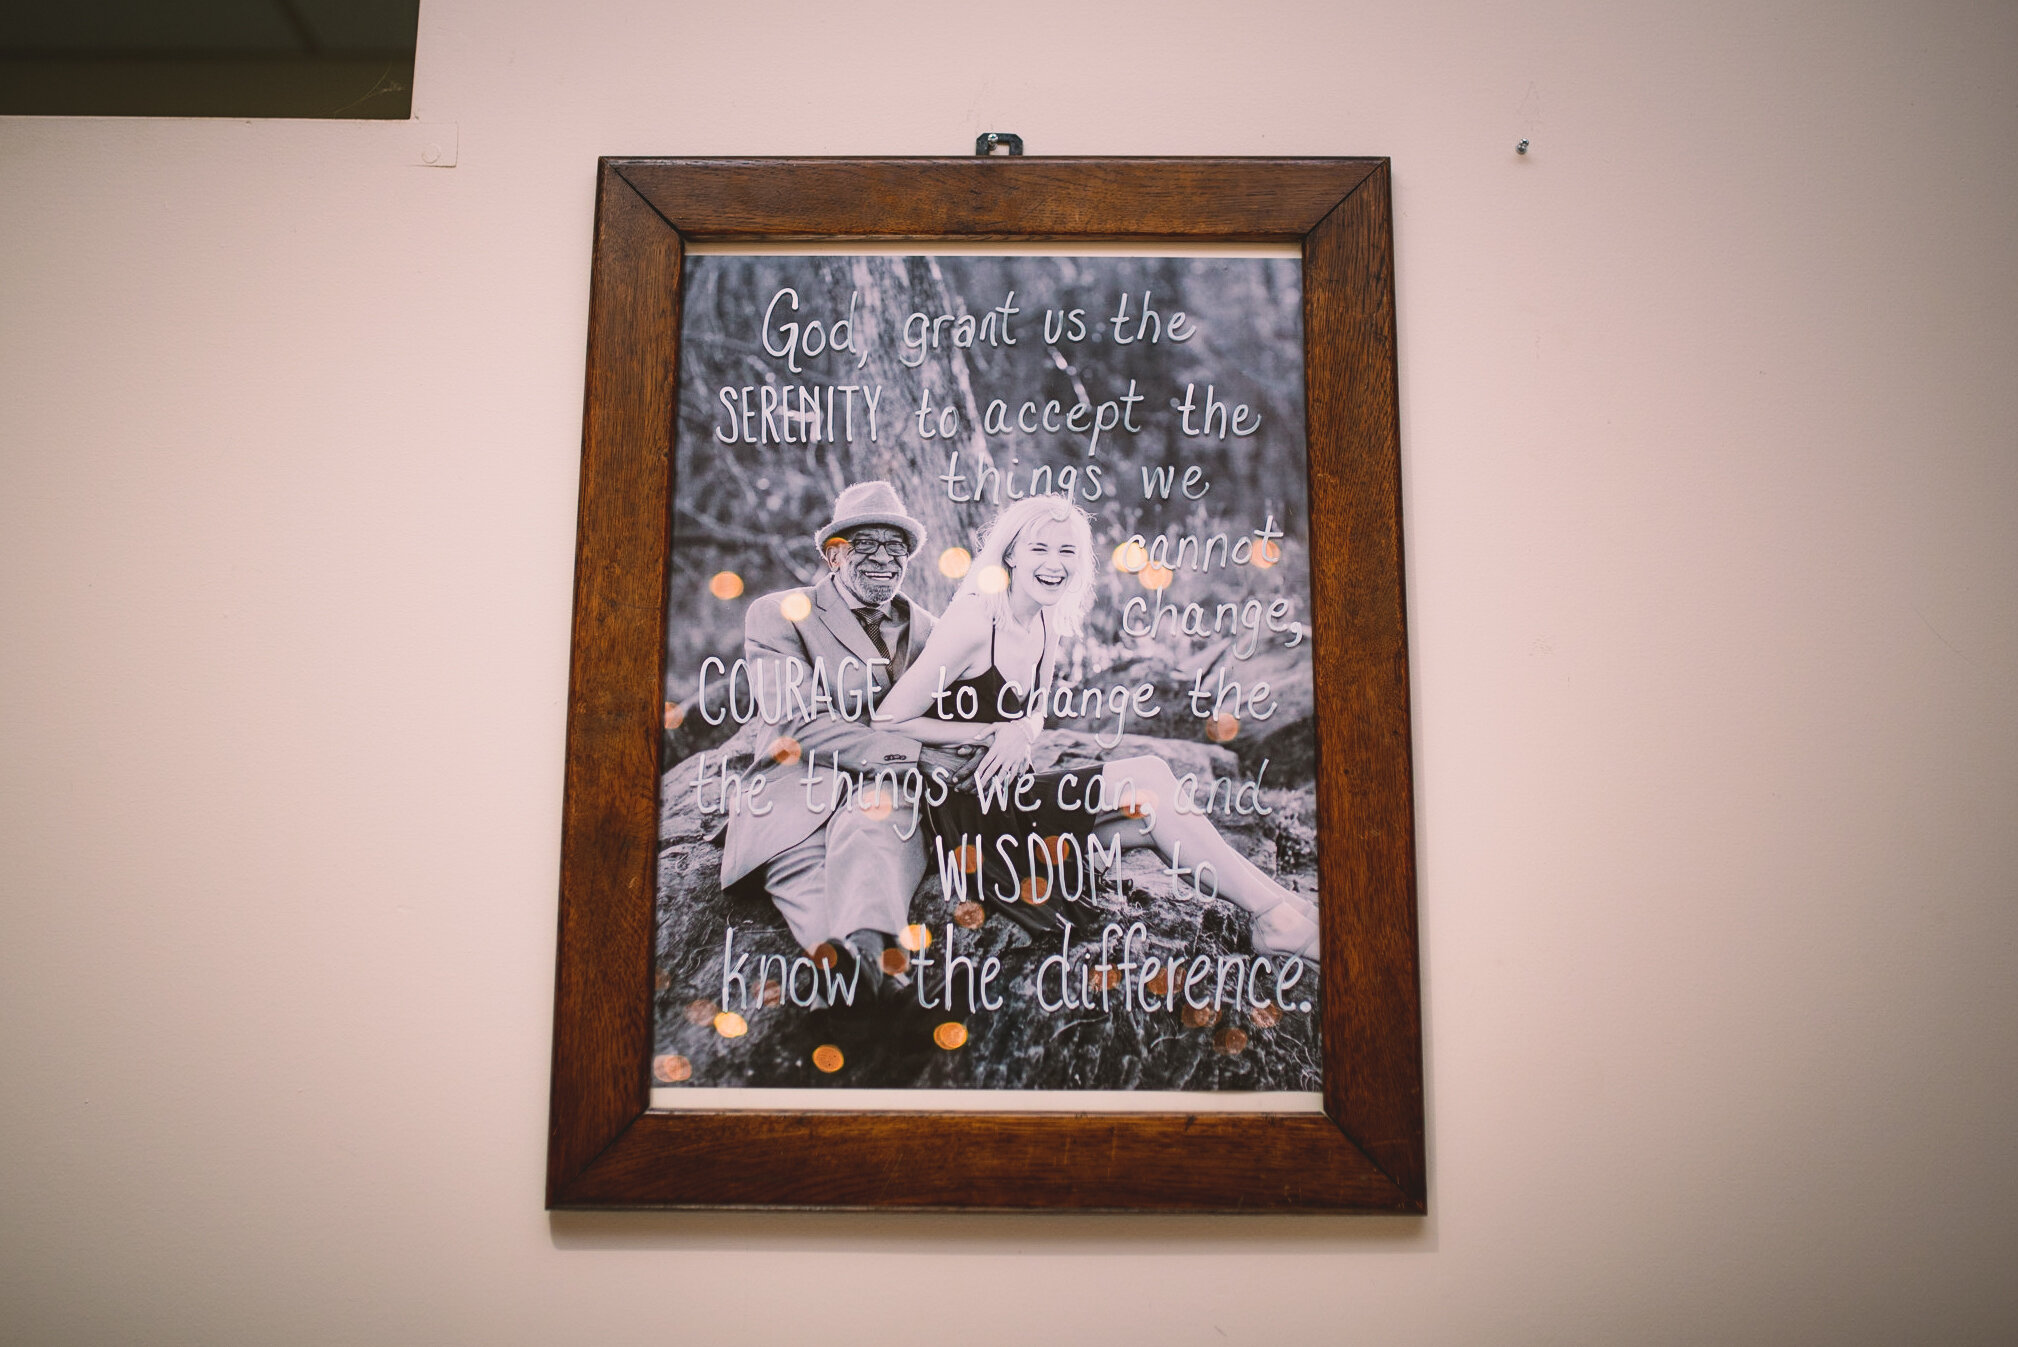 God, grant us the
SERENITY to accept the
things we
cannot
change,
COURAGE to change the
the things we can, and
WISDOM to
know the difference.